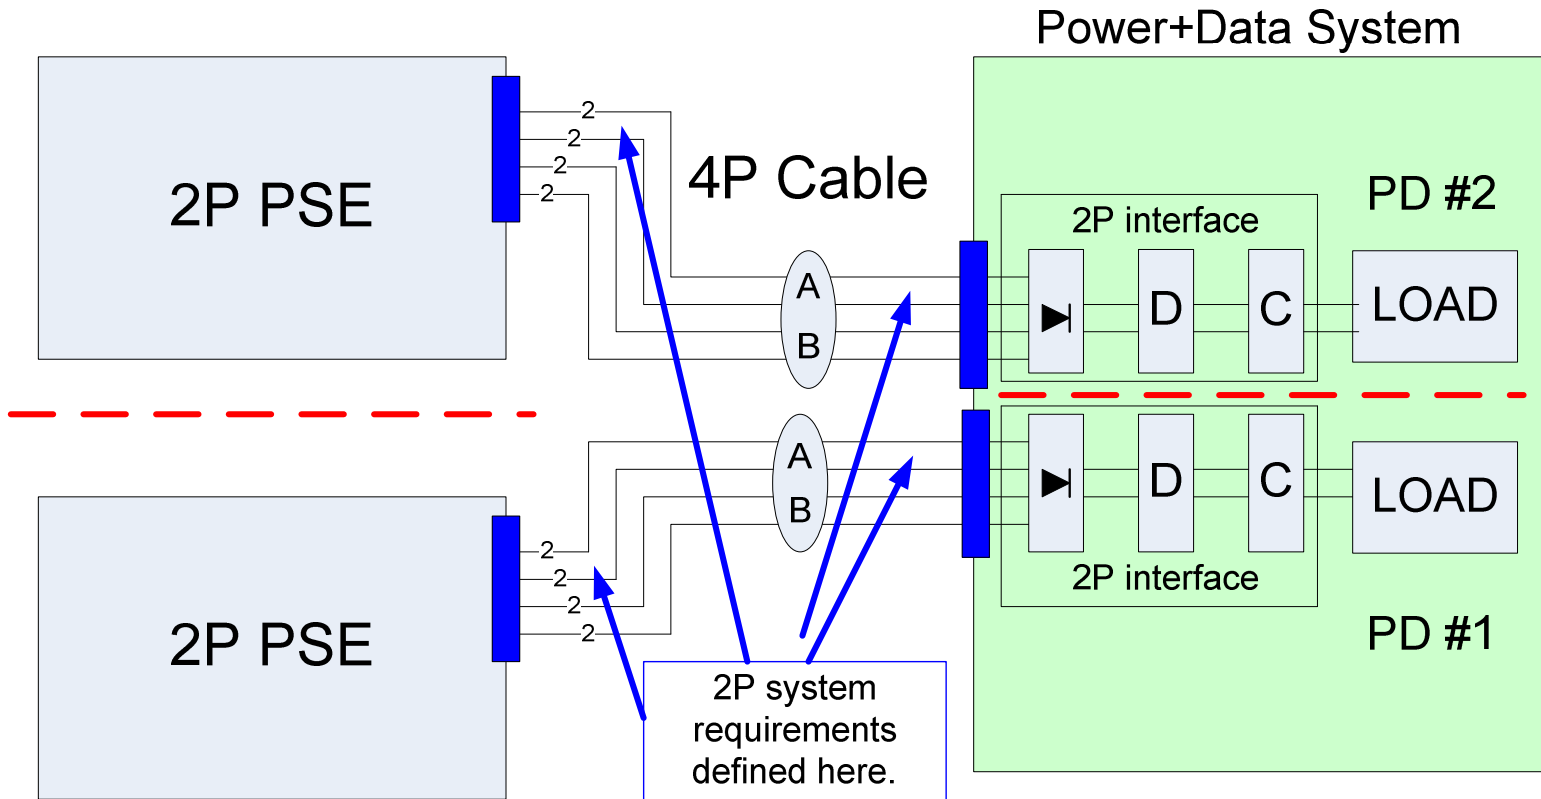 Power+Data System
2P PSE
2
2
2
2
4P Cable
A
B
2P interface
D
C
PD #2
LOAD
2P PSE
2
2
2
2
A
B
D
C
2P interface
LOAD
PD #1
2P system
requirements
defined here.